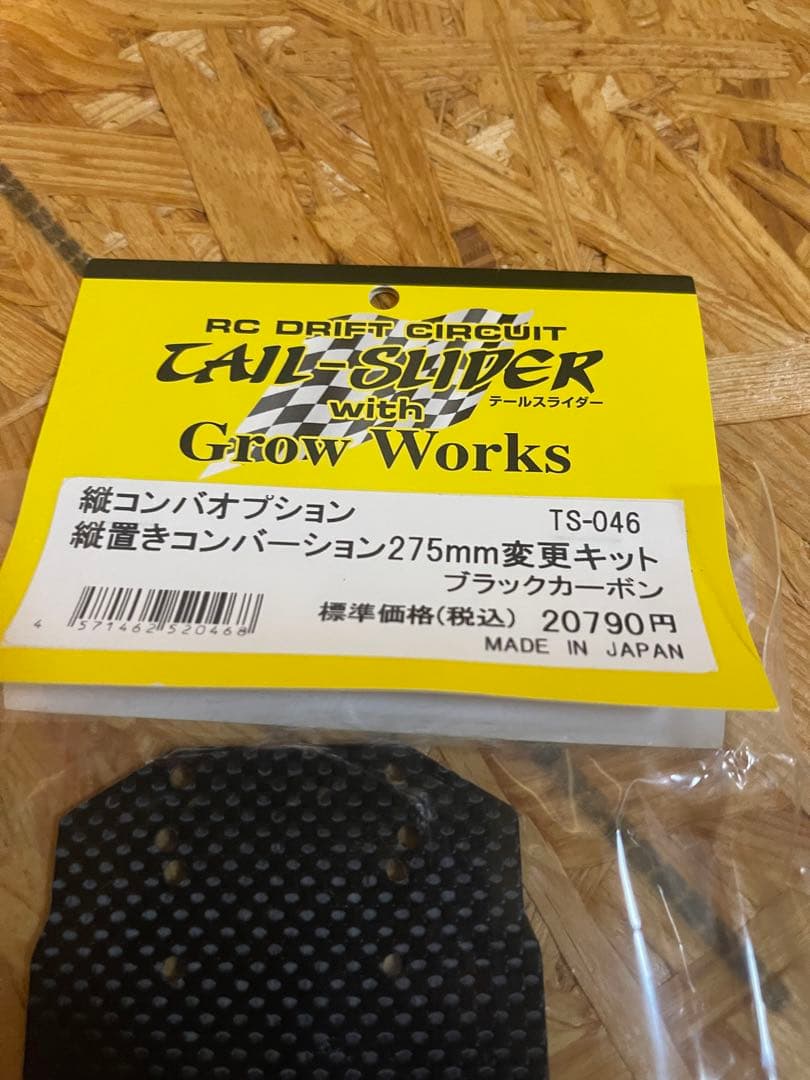 RC DRIFT CIRCUIT
TAIL-SLIDER
テールスライダー
with
Grow Works
縦コンバオプション
TS-046
縦置きコンバーション275mm変更キット
ブラックカーボン
標準価格(税込) 20790円
4 571462 520468
MADE IN JAPAN